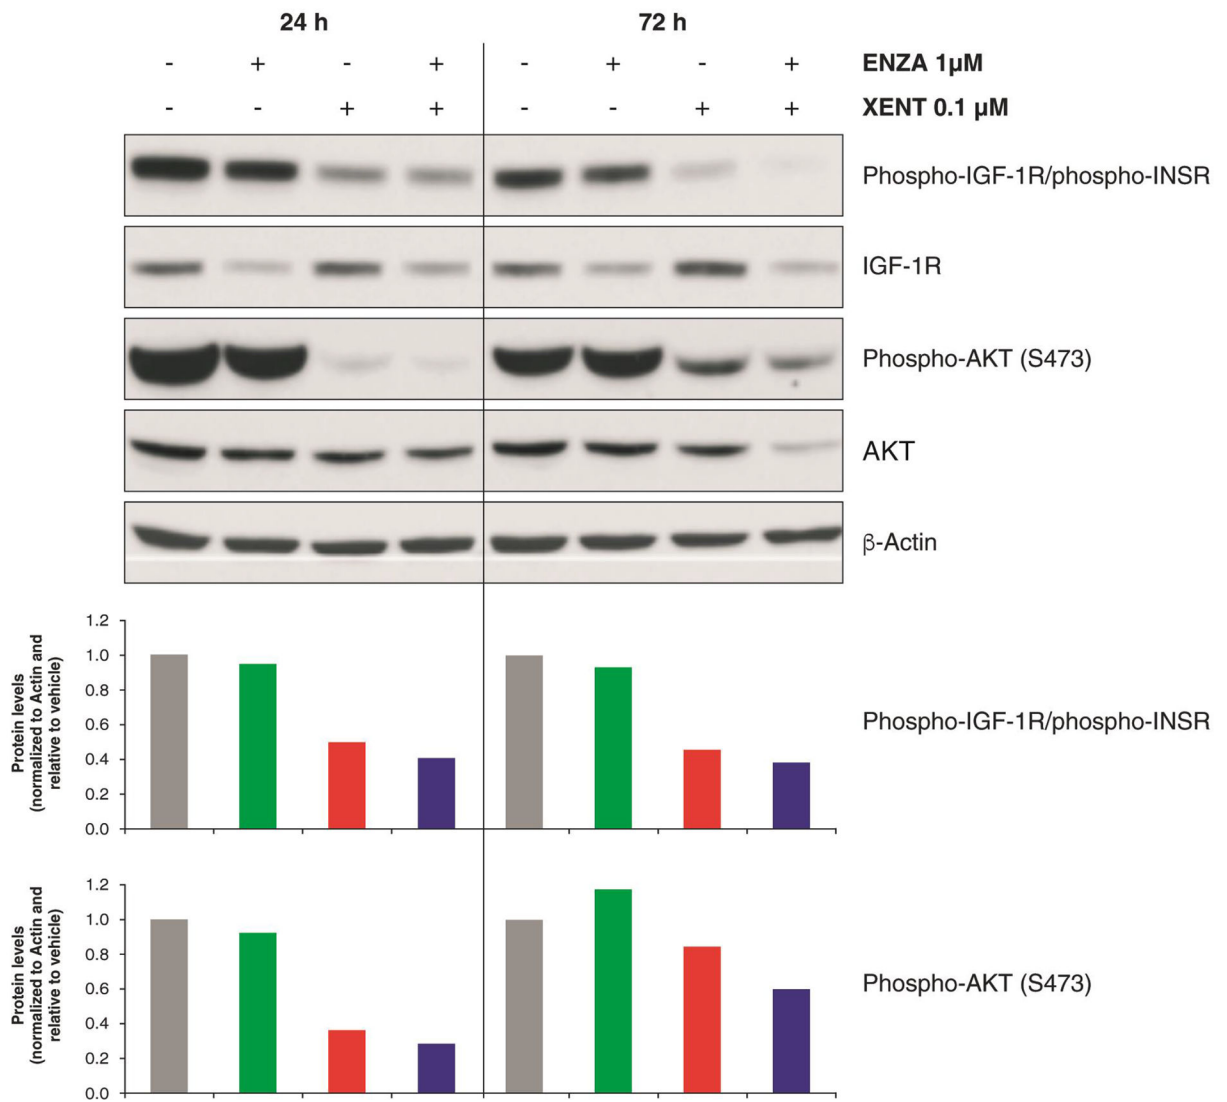 24 h 72 h
- + - + - + - + ENZA 1µM
- - + + - - + + XENT 0.1 µM
Phospho-IGF-1R/phospho-INSR
IGF-1R
Phospho-AKT (S473)
AKT
β-Actin
Protein levels
(normalized to Actin and
relative to vehicle)
1.2
1.0
0.8
0.6
0.4
0.2
0.0
Phospho-IGF-1R/phospho-INSR
Protein levels
(normalized to Actin and
relative to vehicle)
1.2
1.0
0.8
0.6
0.4
0.2
0.0
Phospho-AKT (S473)